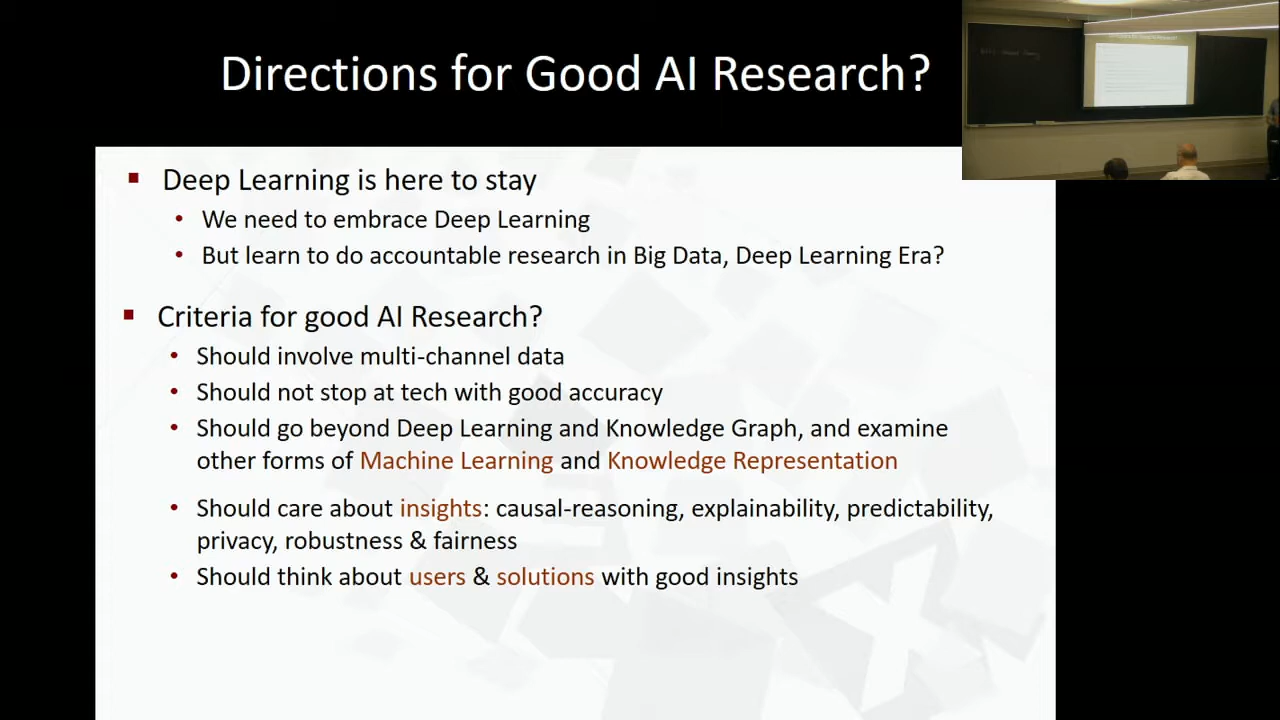 Directions for Good AI Research?
Deep Learning is here to stay
We need to embrace Deep Learning
But learn to do accountable research in Big Data, Deep Learning Era?
Criteria for good AI Research?
Should involve multi-channel data
Should not stop at tech with good accuracy
Should go beyond Deep Learning and Knowledge Graph, and examine
other forms of Machine Learning and Knowledge Representation
Should care about insights: causal-reasoning, explainability, predictability,
privacy, robustness & fairness
Should think about users & solutions with good insights